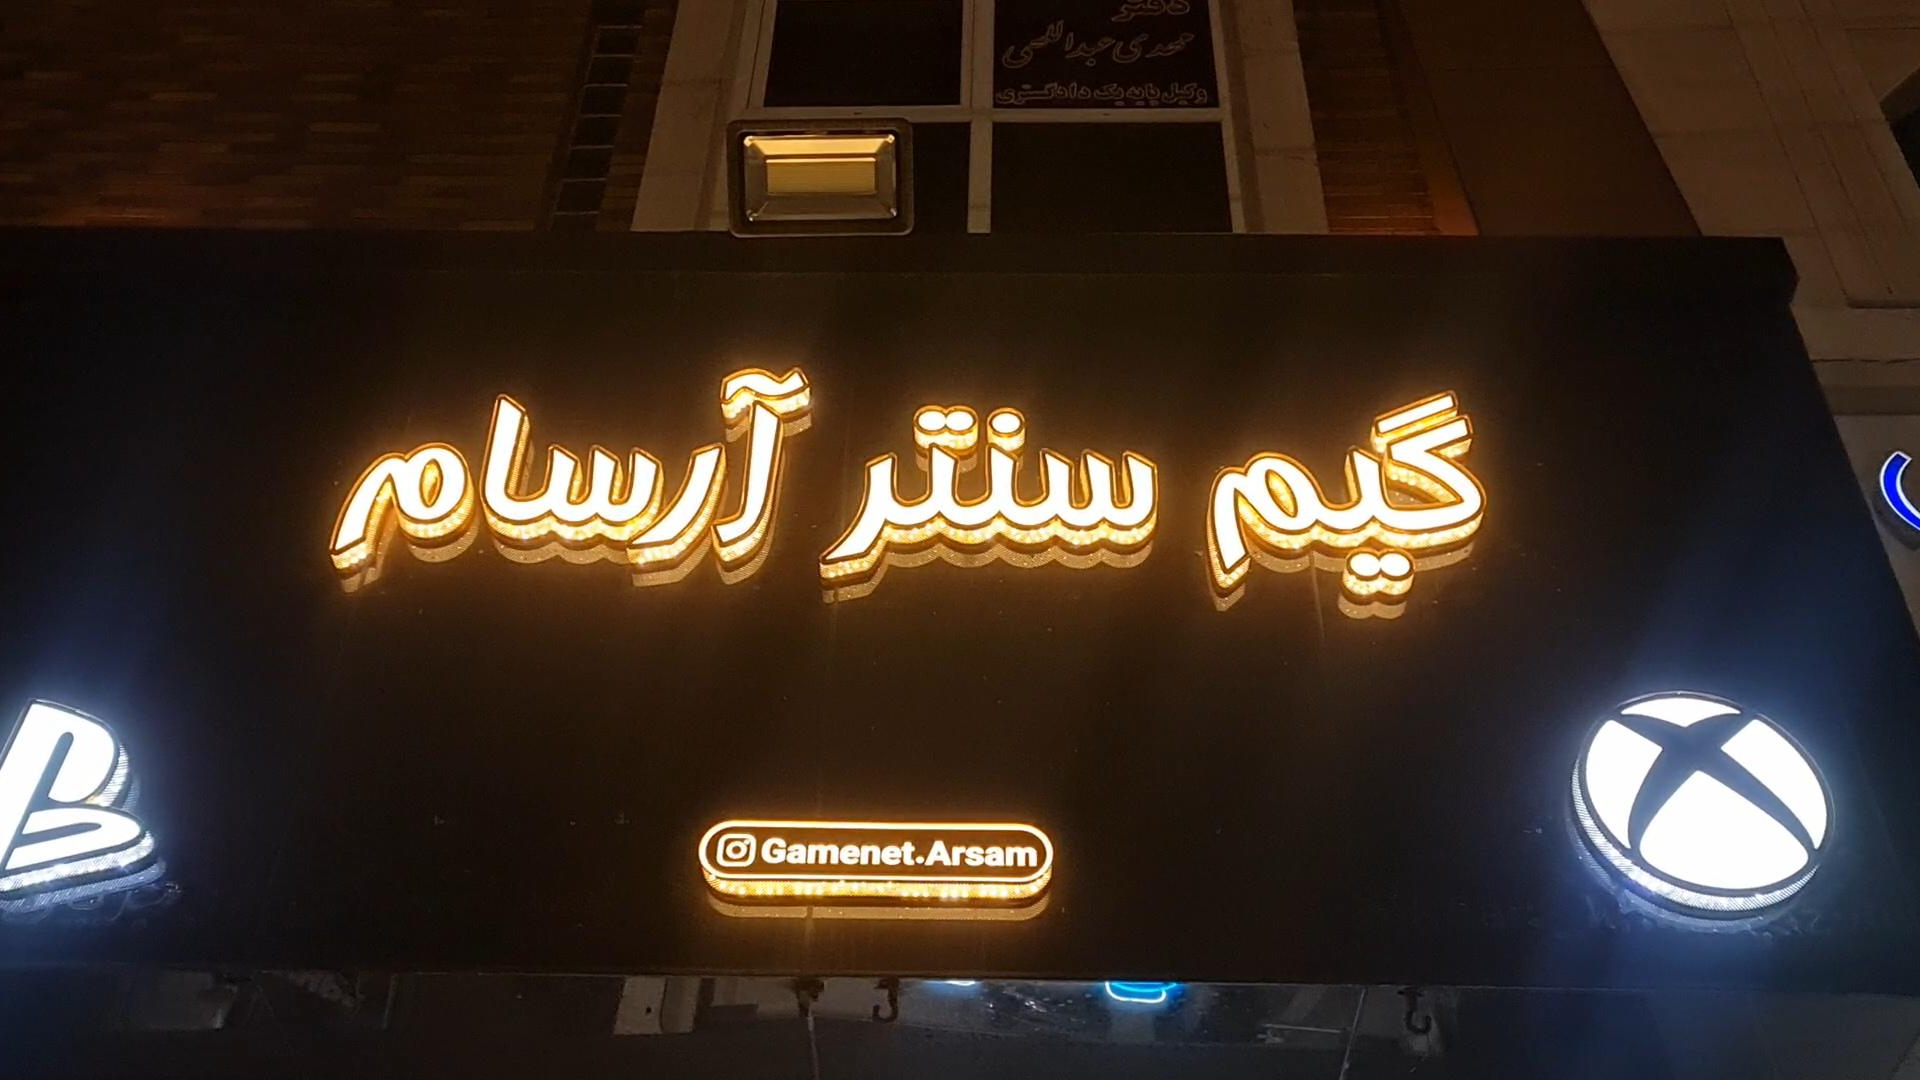 دفتر
مهدی عبداللهی
وکیل پایه یک دادگستری
گیم سنتر آرسام
Gamenet.Arsam